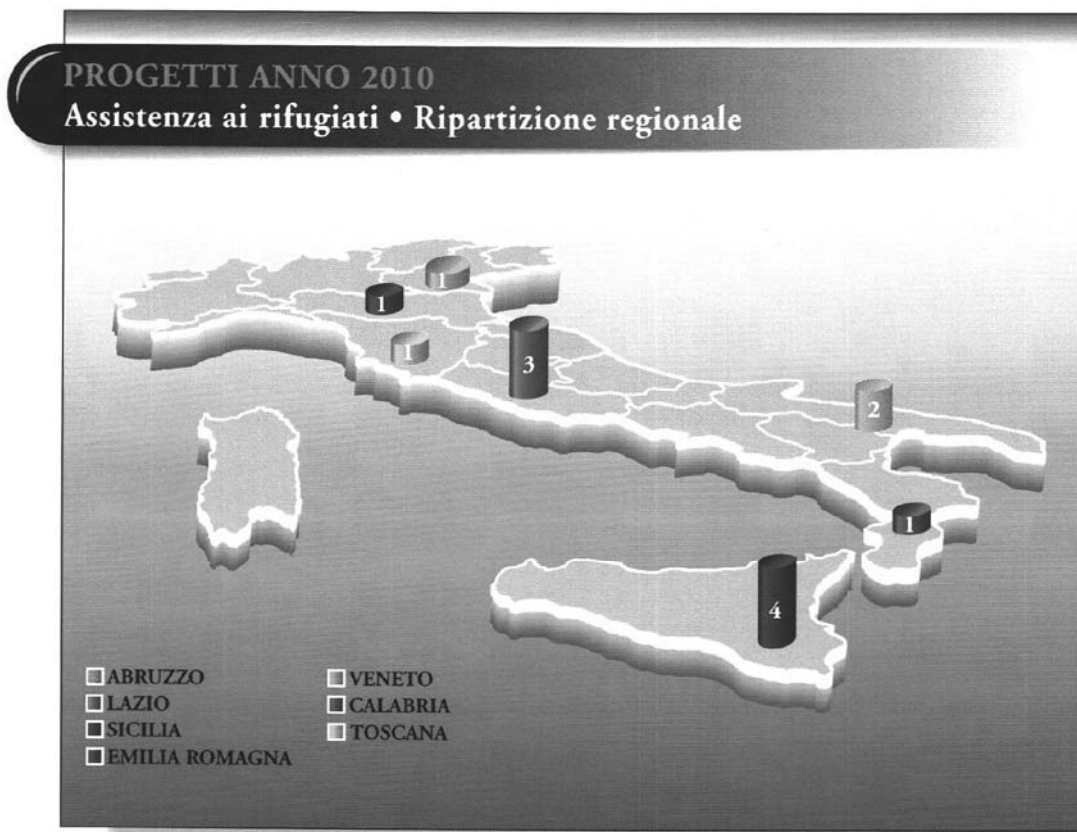 PROGETTI ANNO 2010
Assistenza ai rifugiati • Ripartizione regionale
1
1
1
3
2
1
4
ABRUZZO
LAZIO
SICILIA
EMILIA ROMAGNA
VENETO
CALABRIA
TOSCANA